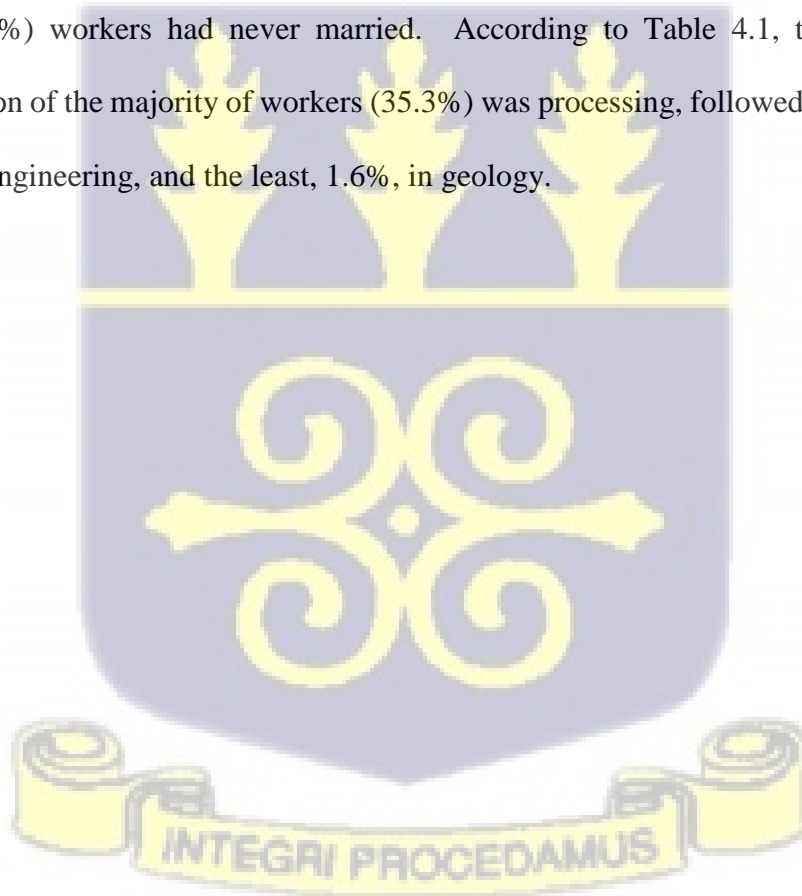 %) workers had never married. According to Table 4.1, t
on of the majority of workers (35.3%) was processing, followed
ngineering, and the least, 1.6%, in geology.
INTEGRI PROCEDAMUS